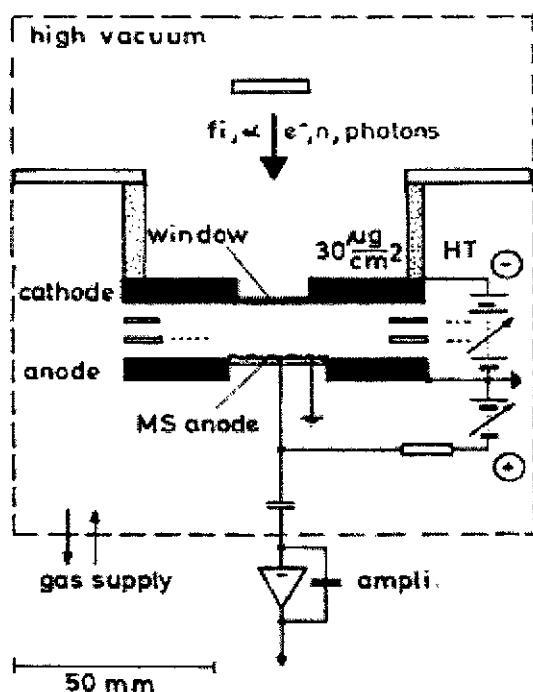 high vacuum
fi, α e⁻, n, photons
window
30 μg/cm2
HT
−
cathode
anode
MS anode
+
gas supply
−
ampli.
50 mm